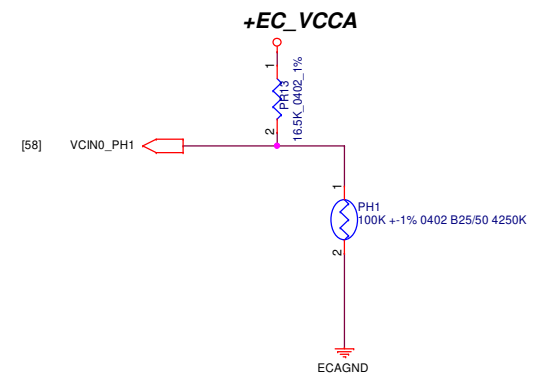 +EC_VCCA
1
PR13
16.5K_0402_1%
2
[58] VCIN0_PH1
1
PH1
100K +-1% 0402 B25/50 4250K
2
ECAGND